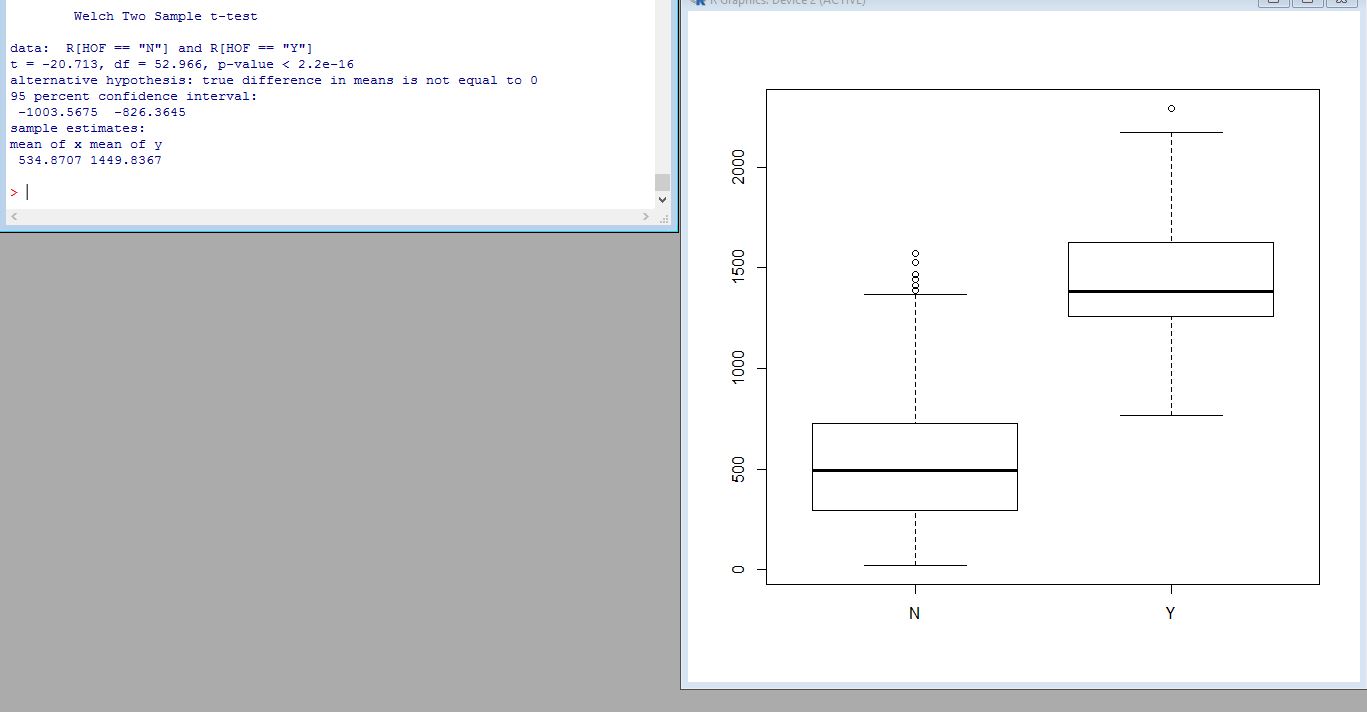 Welch Two Sample t-test
data:  R[HOF == "N"] and R[HOF == "Y"]
t = -20.713, df = 52.966, p-value < 2.2e-16
alternative hypothesis: true difference in means is not equal to 0
95 percent confidence interval:
 -1003.5675  -826.3645
sample estimates:
mean of x mean of y
 534.8707 1449.8367
>
R Graphics: Device 2 (ACTIVE)
2000
1500
1000
500
0
N Y